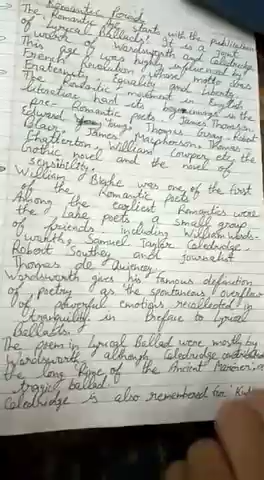 Romantic Period
→ The Romantic Age starts with the publication
of Lyrical Ballads. It is a joint
work of Wordsworth and Coleridge
This age was highly influenced by
French Revolution, whose motto was
Fraternity, Equality and Liberty.
→ The Romantic movement in English
literature had its beginnings in the
pre-Romantic poets James Thomson,
Edward Young, Thomas Gray, Robert
Blair, James Macpherson, Thomas
Chatterton, William Cowper, etc, the
Gothic novel and the novel of
sensibility.
→ William Blake was one of the first
of the Romantic poets.
→ Among the earliest Romantics were
the Lake poets a small group
of friends including William Words-
worth, Samuel Taylor Coledridge,
Robert Southey and journalist
Thomas de Quincey.
→ Wordsworth gives his famous definition
of poetry as 'the spontaneous overflow
of powerful emotions recollected in
tranquility' in Preface to Lyrical
Ballads.
→ The poem in Lyrical Ballad were mostly by
Wordsworth although Coledridge contributed
the long 'Rime of the Ancient Mariner', a
tragic ballad.
→ Coledridge is also remembered for